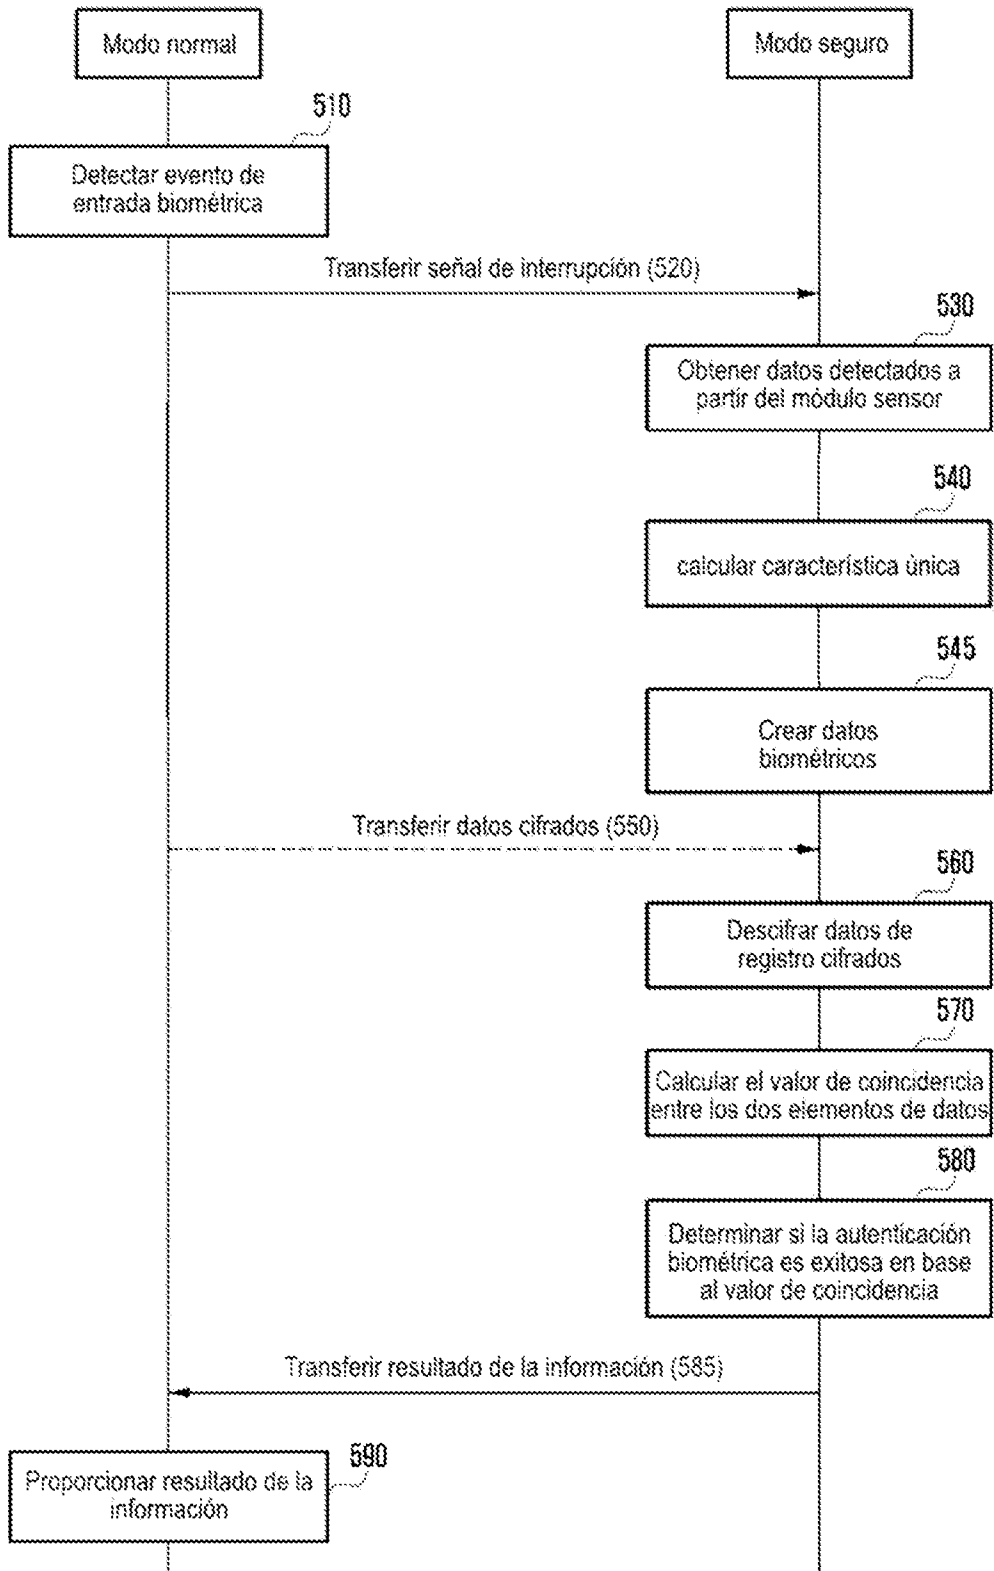 Modo normal
Modo seguro
510
Detectar evento de
entrada biométrica
Transferir señal de interrupción (520)
530
Obtener datos detectados a
partir del módulo sensor
540
calcular característica única
545
Crear datos
biométricos
Transferir datos cifrados (550)
560
Descifrar datos de
registro cifrados
570
Calcular el valor de coincidencia
entre los dos elementos de datos
580
Determinar si la autenticación
biométrica es exitosa en base
al valor de coincidencia
Transferir resultado de la información (585)
590
Proporcionar resultado de la
información